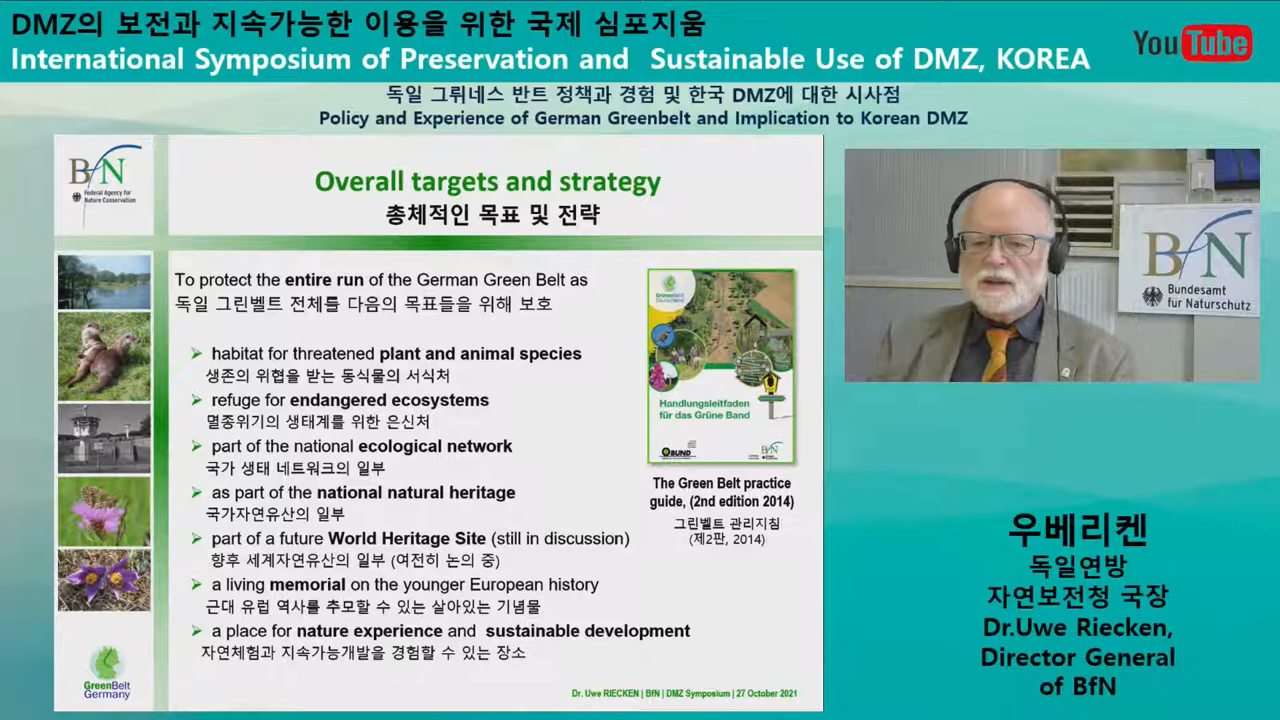 DMZ의 보전과 지속가능한 이용을 위한 국제 심포지움
International Symposium of Preservation and Sustainable Use of DMZ, KOREA
YouTube
독일 그뤼네스 반트 정책과 경험 및 한국 DMZ에 대한 시사점
Policy and Experience of German Greenbelt and Implication to Korean DMZ
BfN
Federal Agency for
Nature Conservation
Overall targets and strategy
총체적인 목표 및 전략
To protect the entire run of the German Green Belt as
독일 그린벨트 전체를 다음의 목표들을 위해 보호
➢ habitat for threatened plant and animal species
생존의 위협을 받는 동식물의 서식처
➢ refuge for endangered ecosystems
멸종위기의 생태계를 위한 은신처
➢ part of the national ecological network
국가 생태 네트워크의 일부
➢ as part of the national natural heritage
국가자연유산의 일부
➢ part of a future World Heritage Site (still in discussion)
향후 세계자연유산의 일부 (여전히 논의 중)
➢ a living memorial on the younger European history
근대 유럽 역사를 추모할 수 있는 살아있는 기념물
➢ a place for nature experience and sustainable development
자연체험과 지속가능개발을 경험할 수 있는 장소
Handlungsleitfaden
für das Grüne Band
BUND
BfN
The Green Belt practice
guide, (2nd edition 2014)
그린벨트 관리지침
(제2판, 2014)
GreenBelt
Germany
Dr. Uwe RIECKEN | BfN | DMZ Symposium | 27 October 2021
BfN
Bundesamt
für Naturschutz
우베리켄
독일연방
자연보전청 국장
Dr.Uwe Riecken,
Director General
of BfN